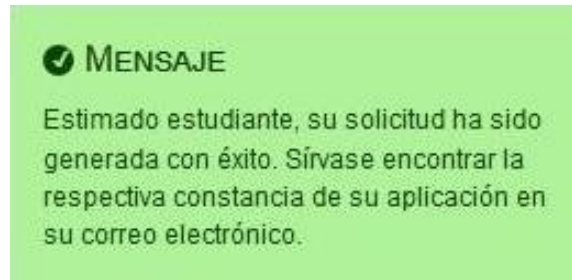 MENSAJE
Estimado estudiante, su solicitud ha sido
generada con éxito. Sírvase encontrar la
respectiva constancia de su aplicación en
su correo electrónico.